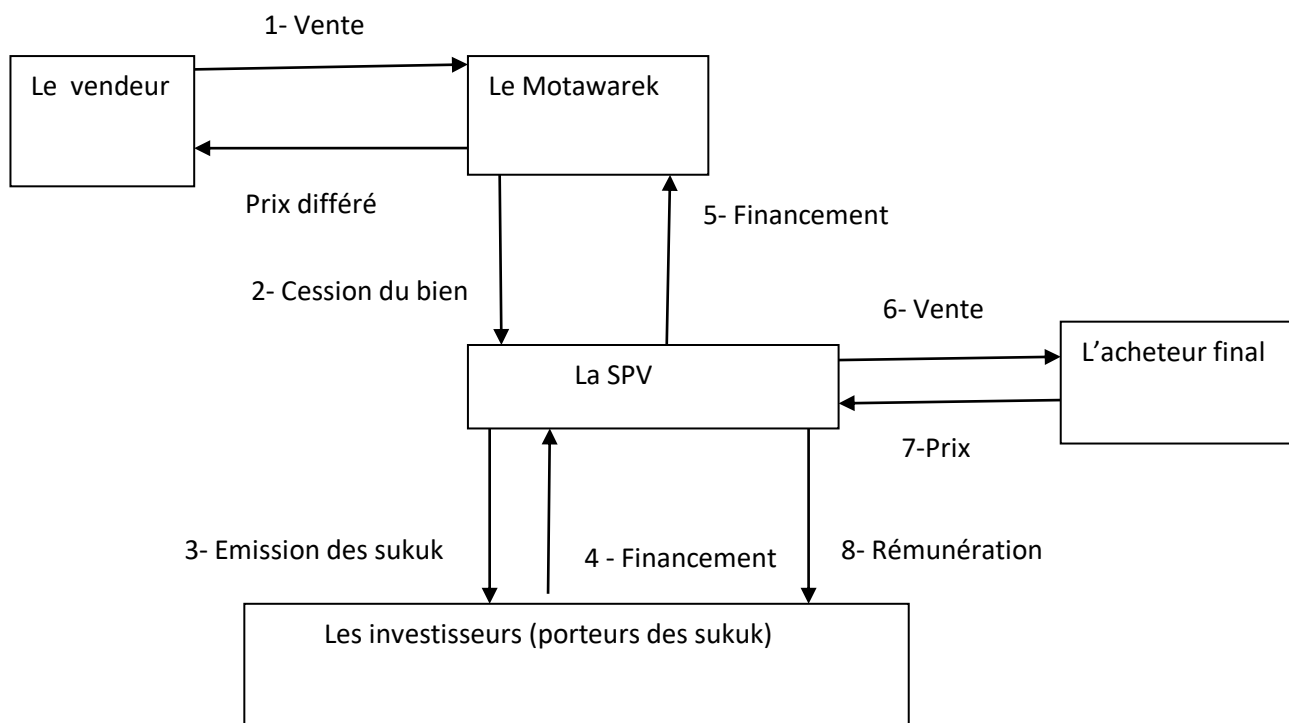 1- Vente
Le vendeur
Le Motawarek
Prix différé
5- Financement
2- Cession du bien
6- Vente
La SPV
L’acheteur final
7-Prix
3- Emission des sukuk
4 - Financement
8- Rémunération
Les investisseurs (porteurs des sukuk)